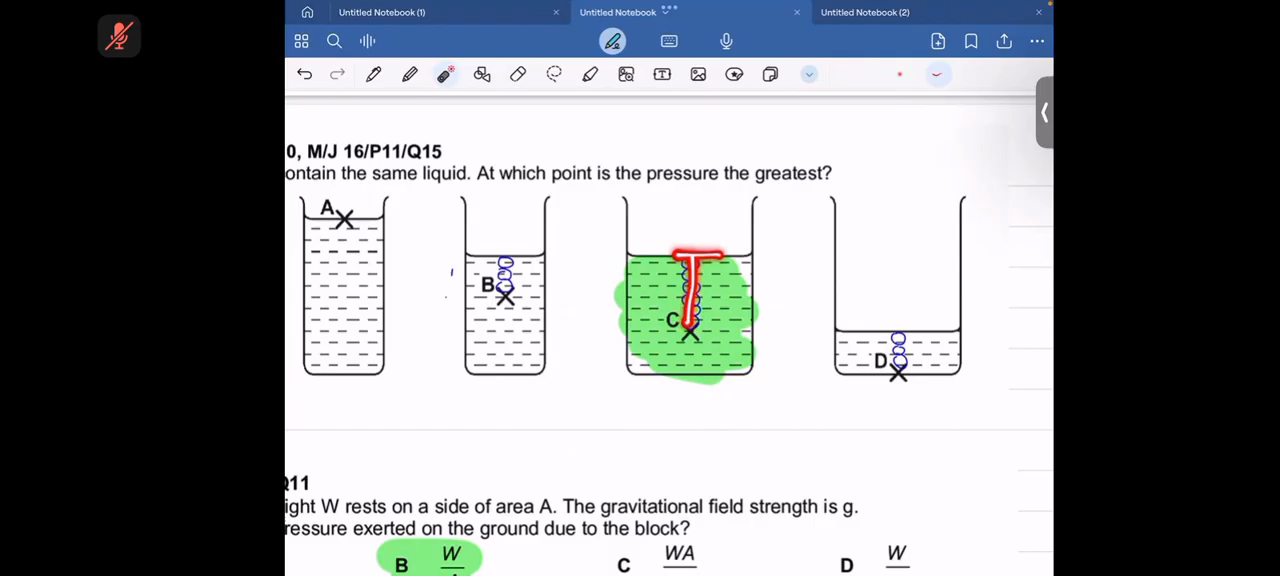 Untitled Notebook (1)
Untitled Notebook
Untitled Notebook (2)
0, M/J 16/P11/Q15
ontain the same liquid. At which point is the pressure the greatest?
A
B
C
D
Q11
ight W rests on a side of area A. The gravitational field strength is g.
ressure exerted on the ground due to the block?
B W
C WA
D W